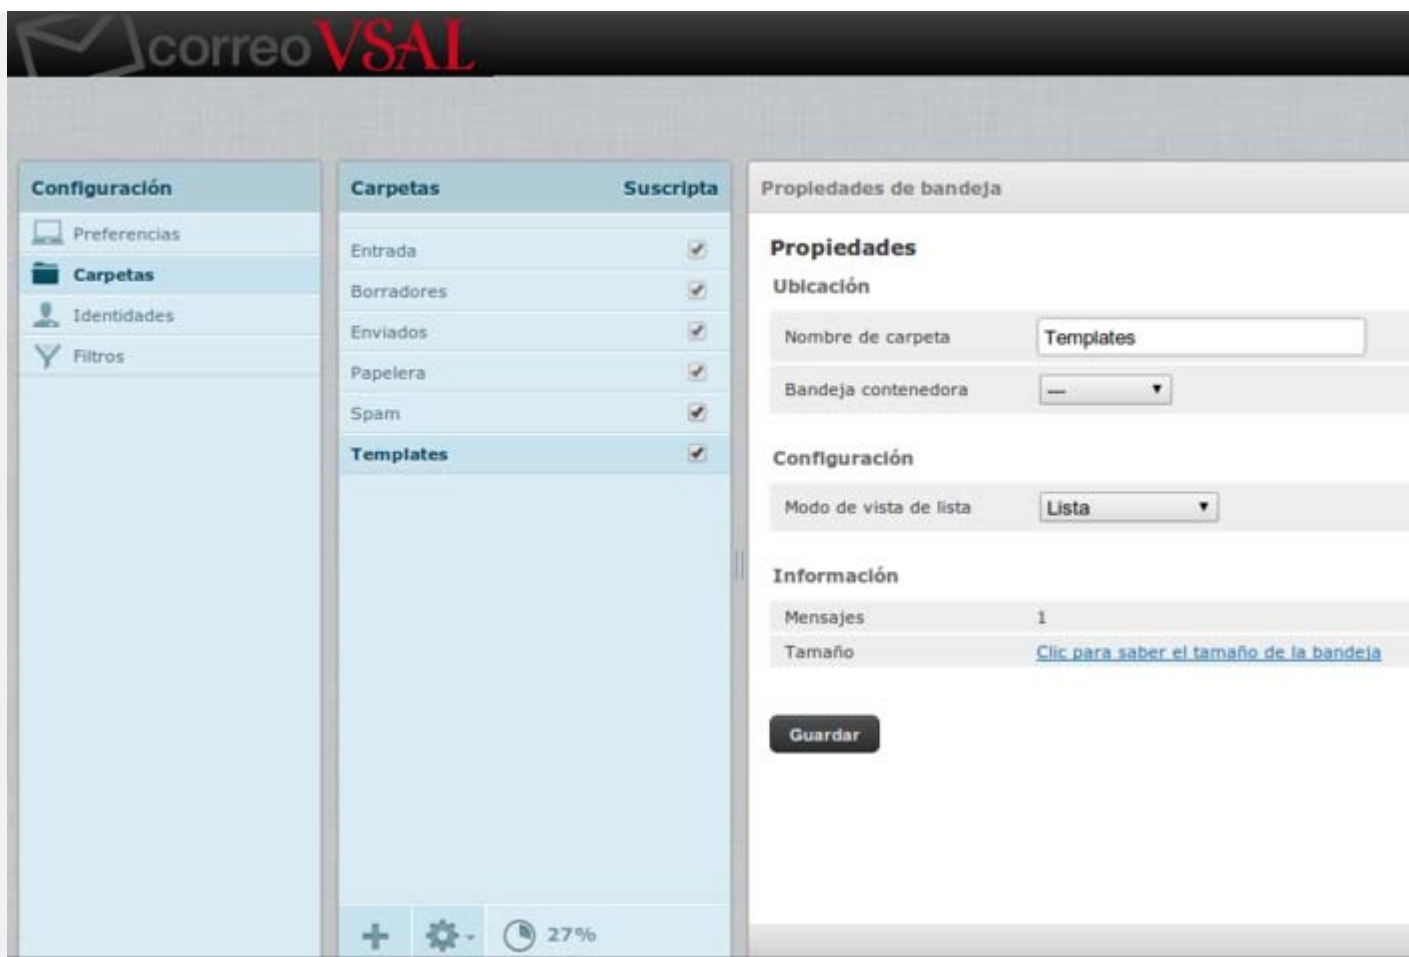 correo VSAL
Configuración
Preferencias
Carpetas
Identidades
Filtros
Carpetas Suscripta
Entrada
Borradores
Enviados
Papelera
Spam
Templates
27%
Propiedades de bandeja
Propiedades
Ubicación
Nombre de carpeta Templates
Bandeja contenedora ---
Configuración
Modo de vista de lista Lista
Información
Mensajes 1
Tamaño Clic para saber el tamaño de la bandeja
Guardar